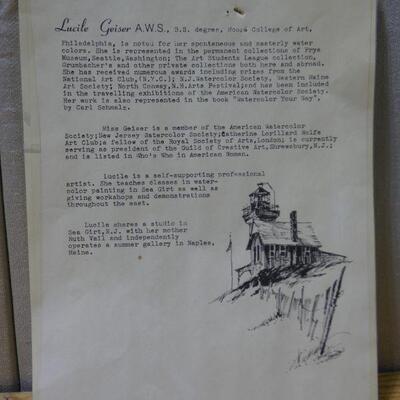 Lucile Geiser A.W.S., B.S. degree, Moore College of Art,
Philadelphia, is noted for her spontaneous and masterly water
colors. She is represented in the permanent collections of Frye
Museum,Seattle,Washington; The Art Students League collection,
Grumbacher's and other private collections both here and abroad.
She has received numerous awards including prizes from the
National Art Club,(N.Y.C.); N.J.Watercolor Society, Western Maine
Art Society; North Conway,N.H.Arts Festival;and has been included
in the travelling exhibitions of the American Watercolor Society.
Her work is also represented in the book "Watercolor Your Way",
by Carl Schmalz.
Miss Geiser is a member of the American Watercolor
Society;New Jersey Watercolor Society;Catherine Lorillard Wolfe
Art Club;a fellow of the Royal Society of Arts,London; is currently
serving as president of the Guild of Creative Art,Shrewsbury,N.J.;
and is listed in Who's Who in American Women.
Lucile is a self-supporting professional
artist. She teaches classes in water-
color painting in Sea Girt as well as
giving workshops and demonstrations
throughout the east.
Lucile shares a studio in
Sea Girt,N.J. with her mother
Ruth Vail and independently
operates a summer gallery in Naples,
Maine.